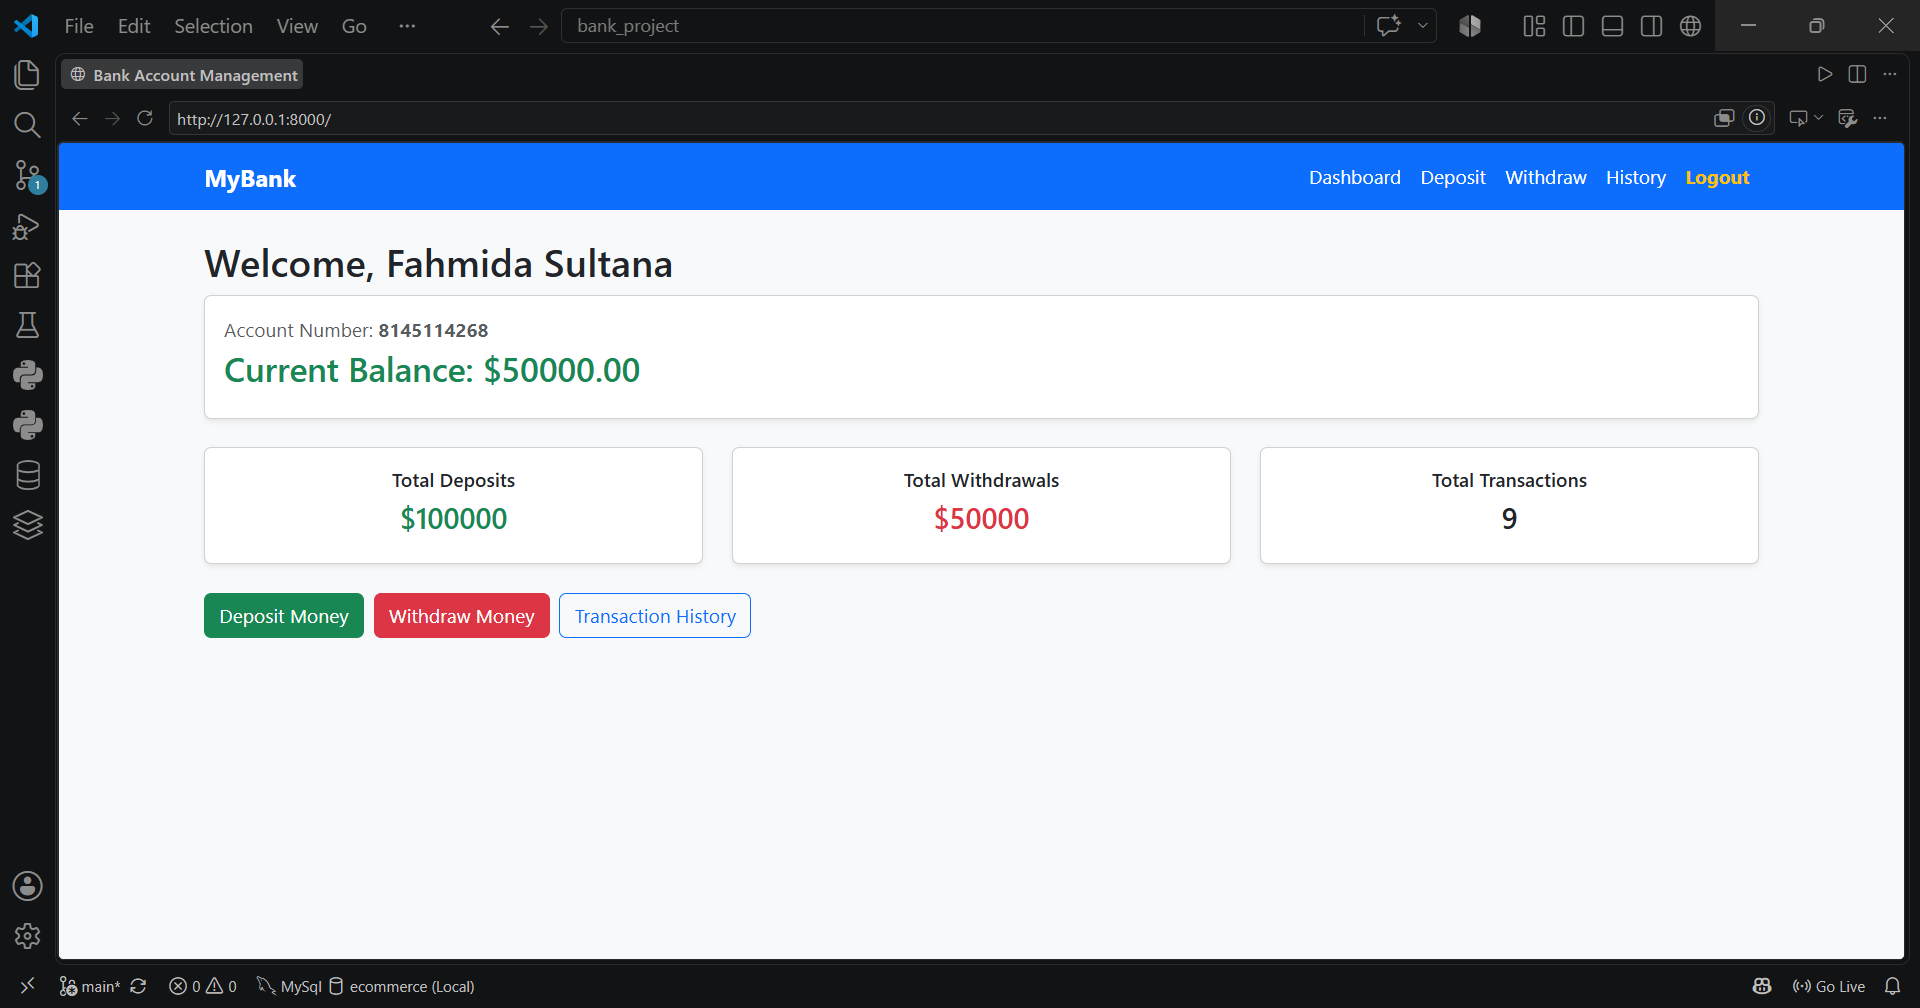 File Edit Selection View Go ···
bank_project
Bank Account Management
http://127.0.0.1:8000/
MyBank
Dashboard Deposit Withdraw History Logout
Welcome, Fahmida Sultana
Account Number: 8145114268
Current Balance: $50000.00
Total Deposits
$100000
Total Withdrawals
$50000
Total Transactions
9
Deposit Money Withdraw Money Transaction History
1
main* 0 0 MySql ecommerce (Local) Go Live